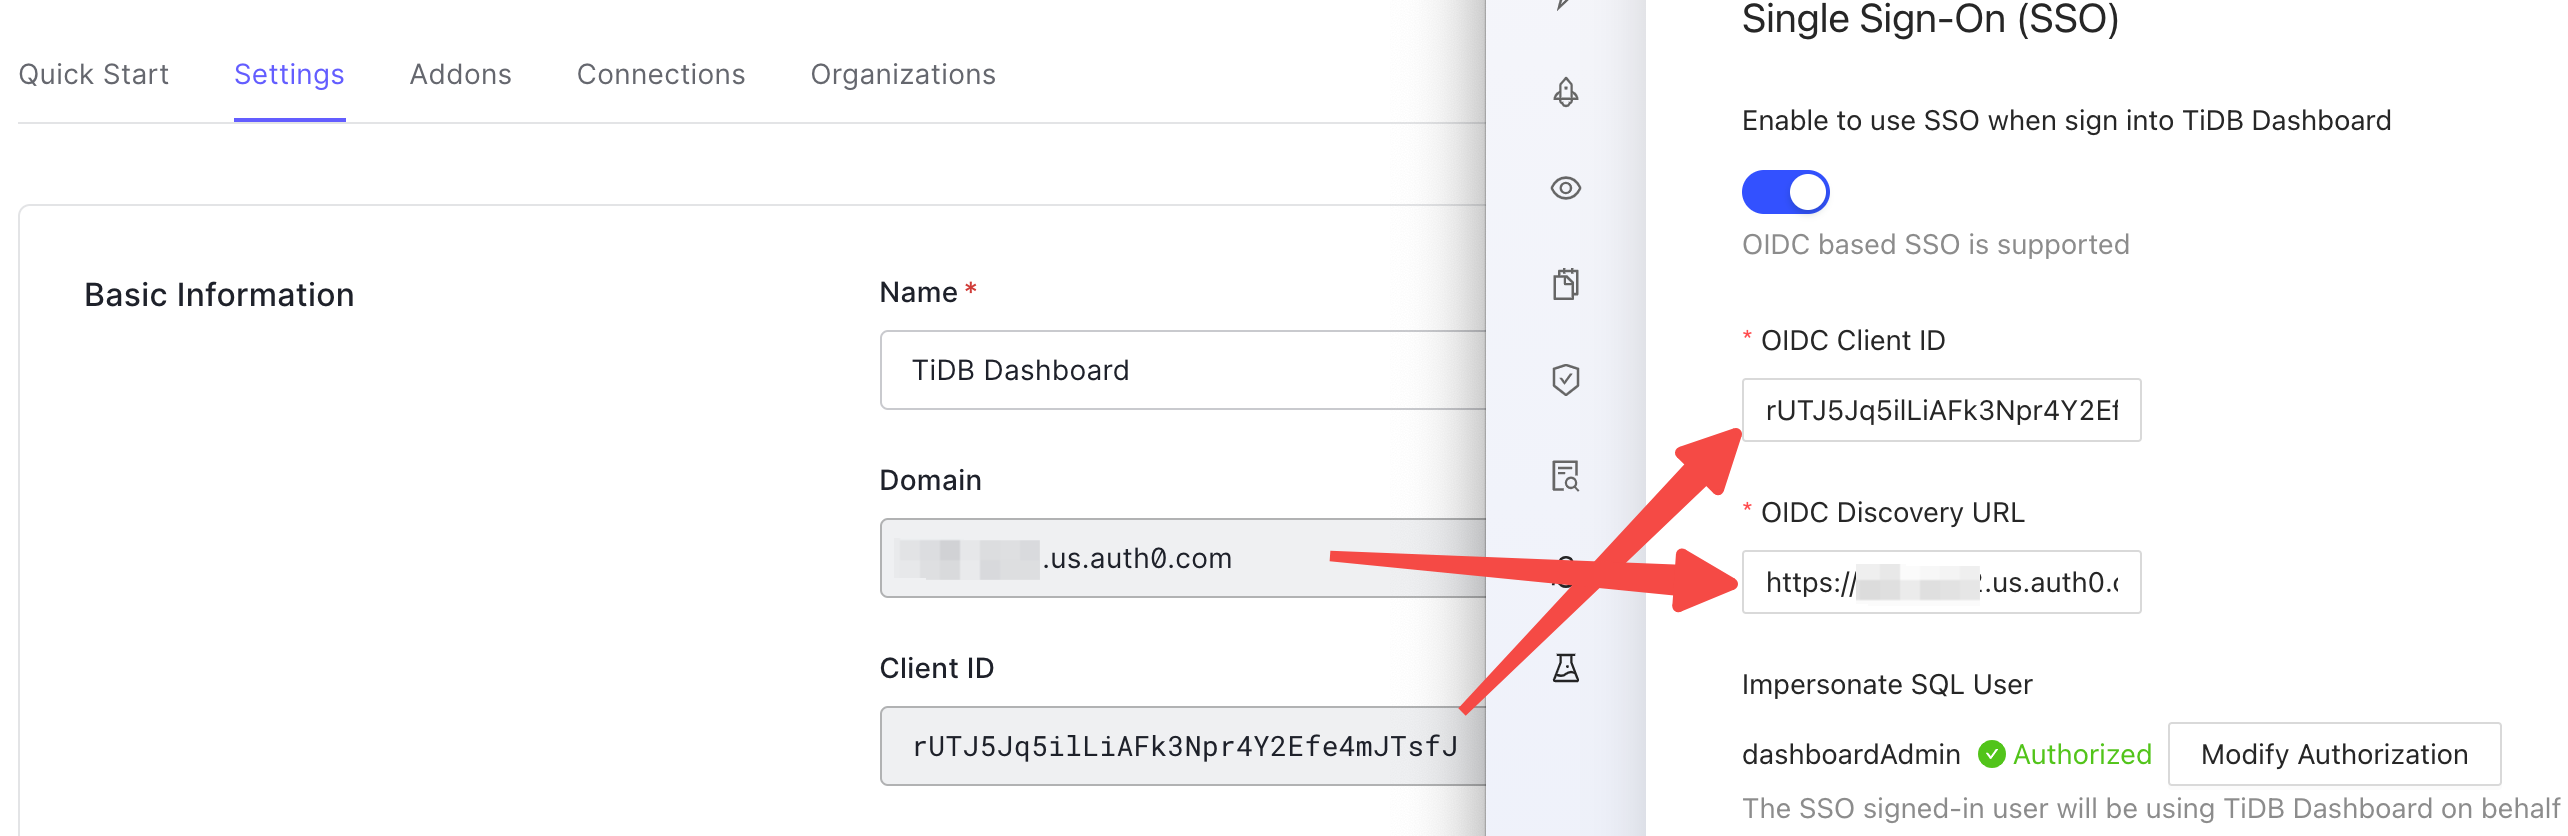 Quick Start Settings Addons Connections Organizations
Basic Information
Name *
TiDB Dashboard
Domain
.us.auth0.com
Client ID
rUTJ5Jq5ilLiAFk3Npr4Y2Efe4mJTsfJ
Single Sign-On (SSO)
Enable to use SSO when sign into TiDB Dashboard
OIDC based SSO is supported
* OIDC Client ID
rUTJ5Jq5ilLiAFk3Npr4Y2Ef
* OIDC Discovery URL
https:// .us.auth0.c
Impersonate SQL User
dashboardAdmin Authorized Modify Authorization
The SSO signed-in user will be using TiDB Dashboard on behalf